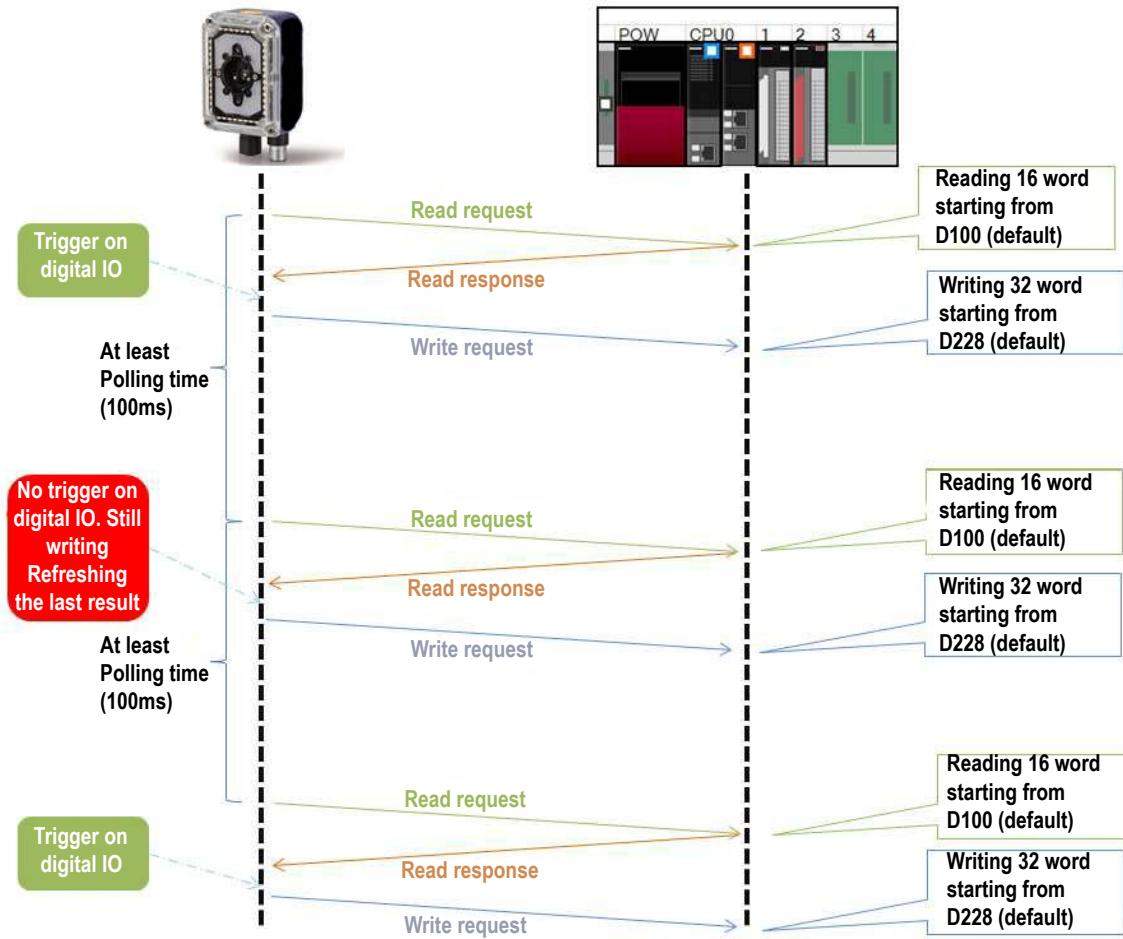 POW CPU0 1 2 3 4
Read request
Reading 16 word
starting from
D100 (default)
Trigger on
digital IO
Read response
Writing 32 word
starting from
D228 (default)
Write request
At least
Polling time
(100ms)
No trigger on
digital IO. Still
writing
Refreshing
the last result
Read request
Reading 16 word
starting from
D100 (default)
Read response
Writing 32 word
starting from
D228 (default)
Write request
At least
Polling time
(100ms)
Read request
Reading 16 word
starting from
D100 (default)
Trigger on
digital IO
Read response
Writing 32 word
starting from
D228 (default)
Write request